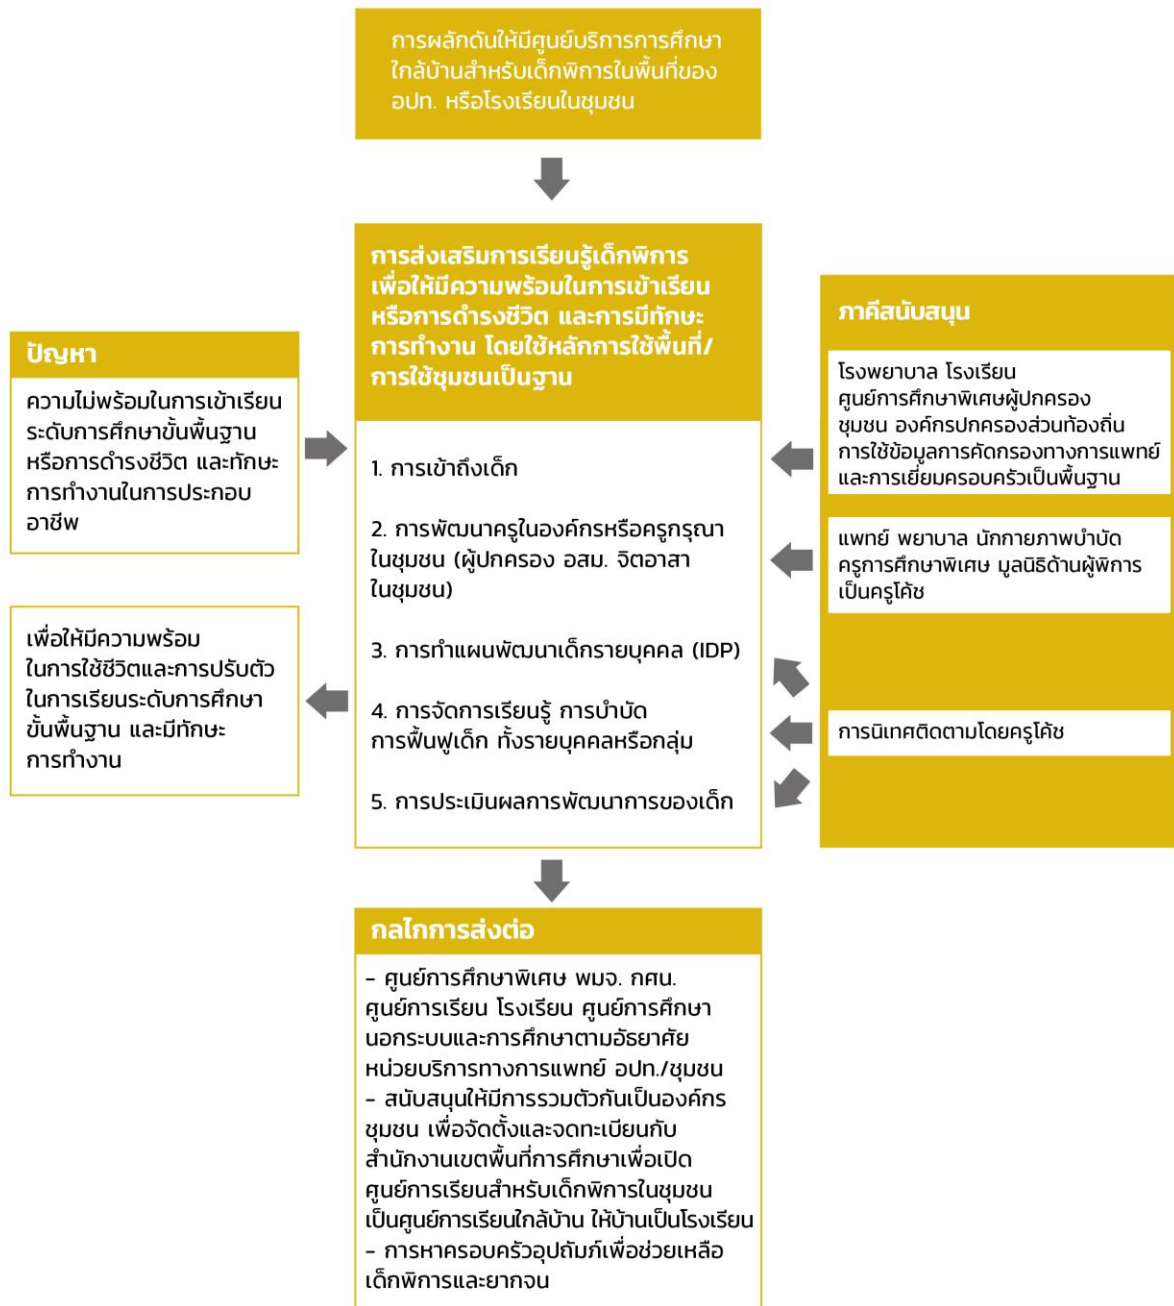 การผลักดันให้มีศูนย์บริการการศึกษา
ใกล้บ้านสำหรับเด็กพิการในพื้นที่ของ
อปท. หรือโรงเรียนในชุมชน
ปัญหา
ความไม่พร้อมในการเข้าเรียน
ระดับการศึกษาขั้นพื้นฐาน
หรือการดำรงชีวิต และทักษะ
การทำงานในการประกอบ
อาชีพ
เพื่อให้มีความพร้อม
ในการใช้ชีวิตและการปรับตัว
ในการเรียนระดับการศึกษา
ขั้นพื้นฐาน และมีทักษะ
การทำงาน
การส่งเสริมการเรียนรู้เด็กพิการ
เพื่อให้มีความพร้อมในการเข้าเรียน
หรือการดำรงชีวิต และการมีทักษะ
การทำงาน โดยใช้หลักการใช้พื้นที่/
การใช้ชุมชนเป็นฐาน
1. การเข้าถึงเด็ก
2. การพัฒนาครูในองค์กรหรือครูกรุณา
ในชุมชน (ผู้ปกครอง อสม. จิตอาสา
ในชุมชน)
3. การทำแผนพัฒนาเด็กรายบุคคล (IDP)
4. การจัดการเรียนรู้ การบำบัด
การฟื้นฟูเด็ก ทั้งรายบุคคลหรือกลุ่ม
5. การประเมินผลการพัฒนาการของเด็ก
ภาคีสนับสนุน
โรงพยาบาล โรงเรียน
ศูนย์การศึกษาพิเศษผู้ปกครอง
ชุมชน องค์กรปกครองส่วนท้องถิ่น
การใช้ข้อมูลการคัดกรองทางการแพทย์
และการเยี่ยมครอบครัวเป็นพื้นฐาน
แพทย์ พยาบาล นักกายภาพบำบัด
ครูการศึกษาพิเศษ มูลนิธิด้านผู้พิการ
เป็นครูโค้ช
การนิเทศติดตามโดยครูโค้ช
กลไกการส่งต่อ
- ศูนย์การศึกษาพิเศษ พมจ. กศน.
ศูนย์การเรียน โรงเรียน ศูนย์การศึกษา
นอกระบบและการศึกษาตามอัธยาศัย
หน่วยบริการทางการแพทย์ อปท./ชุมชน
- สนับสนุนให้มีการรวมตัวกันเป็นองค์กร
ชุมชน เพื่อจัดตั้งและจดทะเบียนกับ
สำนักงานเขตพื้นที่การศึกษาเพื่อเปิด
ศูนย์การเรียนสำหรับเด็กพิการในชุมชน
เป็นศูนย์การเรียนใกล้บ้าน ให้บ้านเป็นโรงเรียน
- การหาครอบครัวอุปถัมภ์เพื่อช่วยเหลือ
เด็กพิการและยากจน